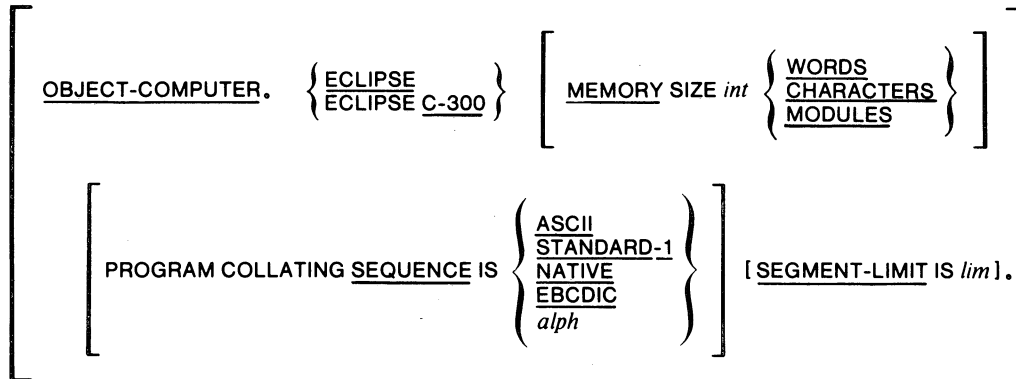 OBJECT-COMPUTER. { ECLIPSE
ECLIPSE C-300 } [ MEMORY SIZE int { WORDS
CHARACTERS
MODULES } ]
[ PROGRAM COLLATING SEQUENCE IS { ASCII
STANDARD-1
NATIVE
EBCDIC
alph } ] [ SEGMENT-LIMIT IS lim ].